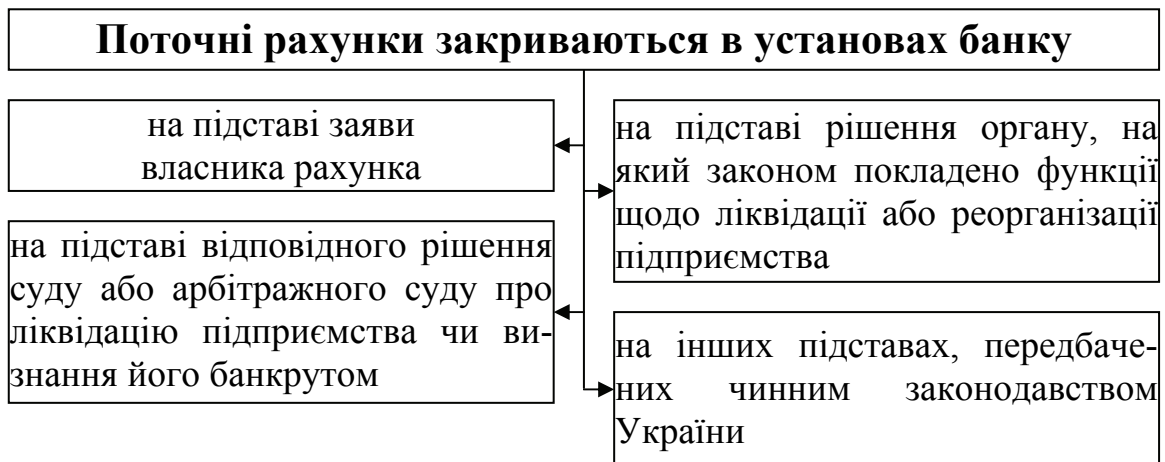 Поточні рахунки закриваються в установах банку
на підставі заяви
власника рахунка
на підставі рішення органу, на
який законом покладено функції
щодо ліквідації або реорганізації
підприємства
на підставі відповідного рішення
суду або арбітражного суду про
ліквідацію підприємства чи ви-
знання його банкрутом
на інших підставах, передбаче-
них чинним законодавством
України